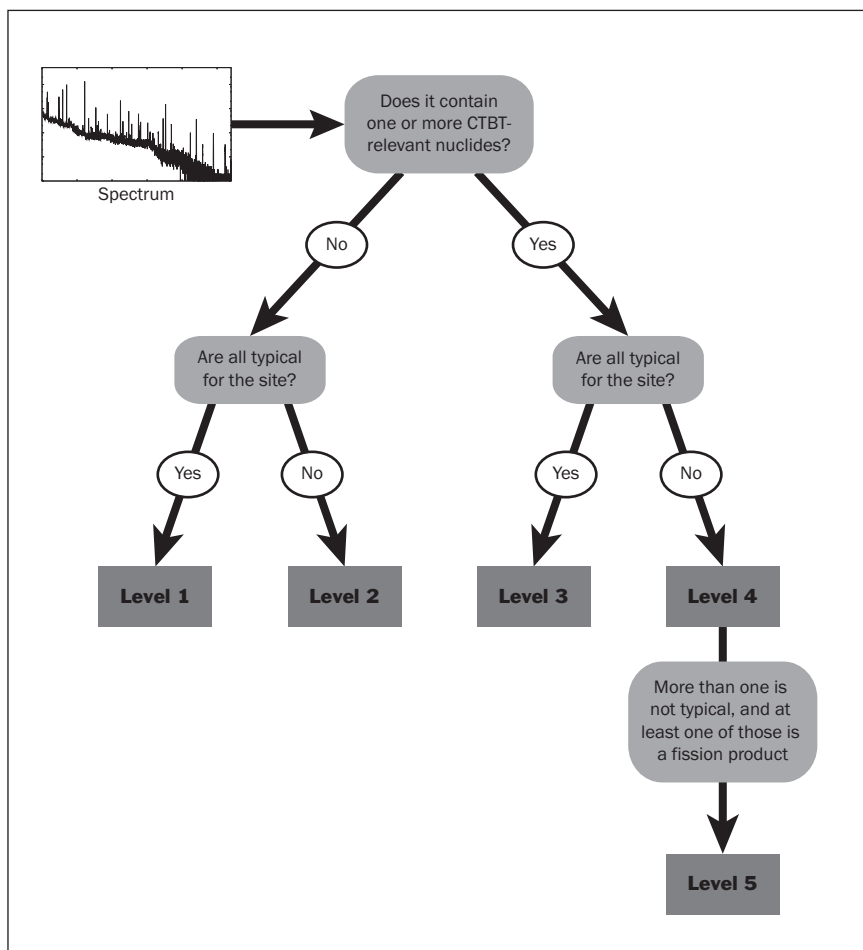 Does it contain
one or more CTBT-
relevant nuclides?
Spectrum
No
Yes
Are all typical
for the site?
Are all typical
for the site?
Yes
No
Yes
No
Level 1
Level 2
Level 3
Level 4
More than one is
not typical, and at
least one of those is
a fission product
Level 5